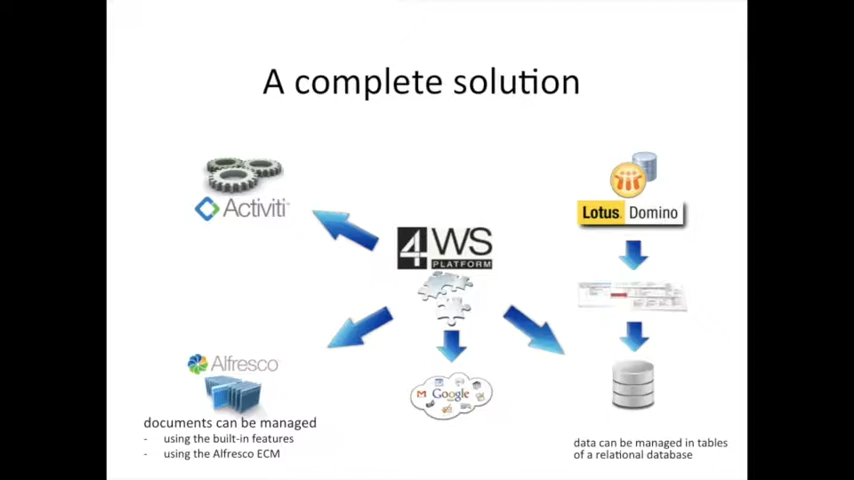 A complete solution
Activiti
Lotus. Domino
4WS
PLATFORM
Alfresco
Google
documents can be managed
- using the built-in features
- using the Alfresco ECM
data can be managed in tables
of a relational database